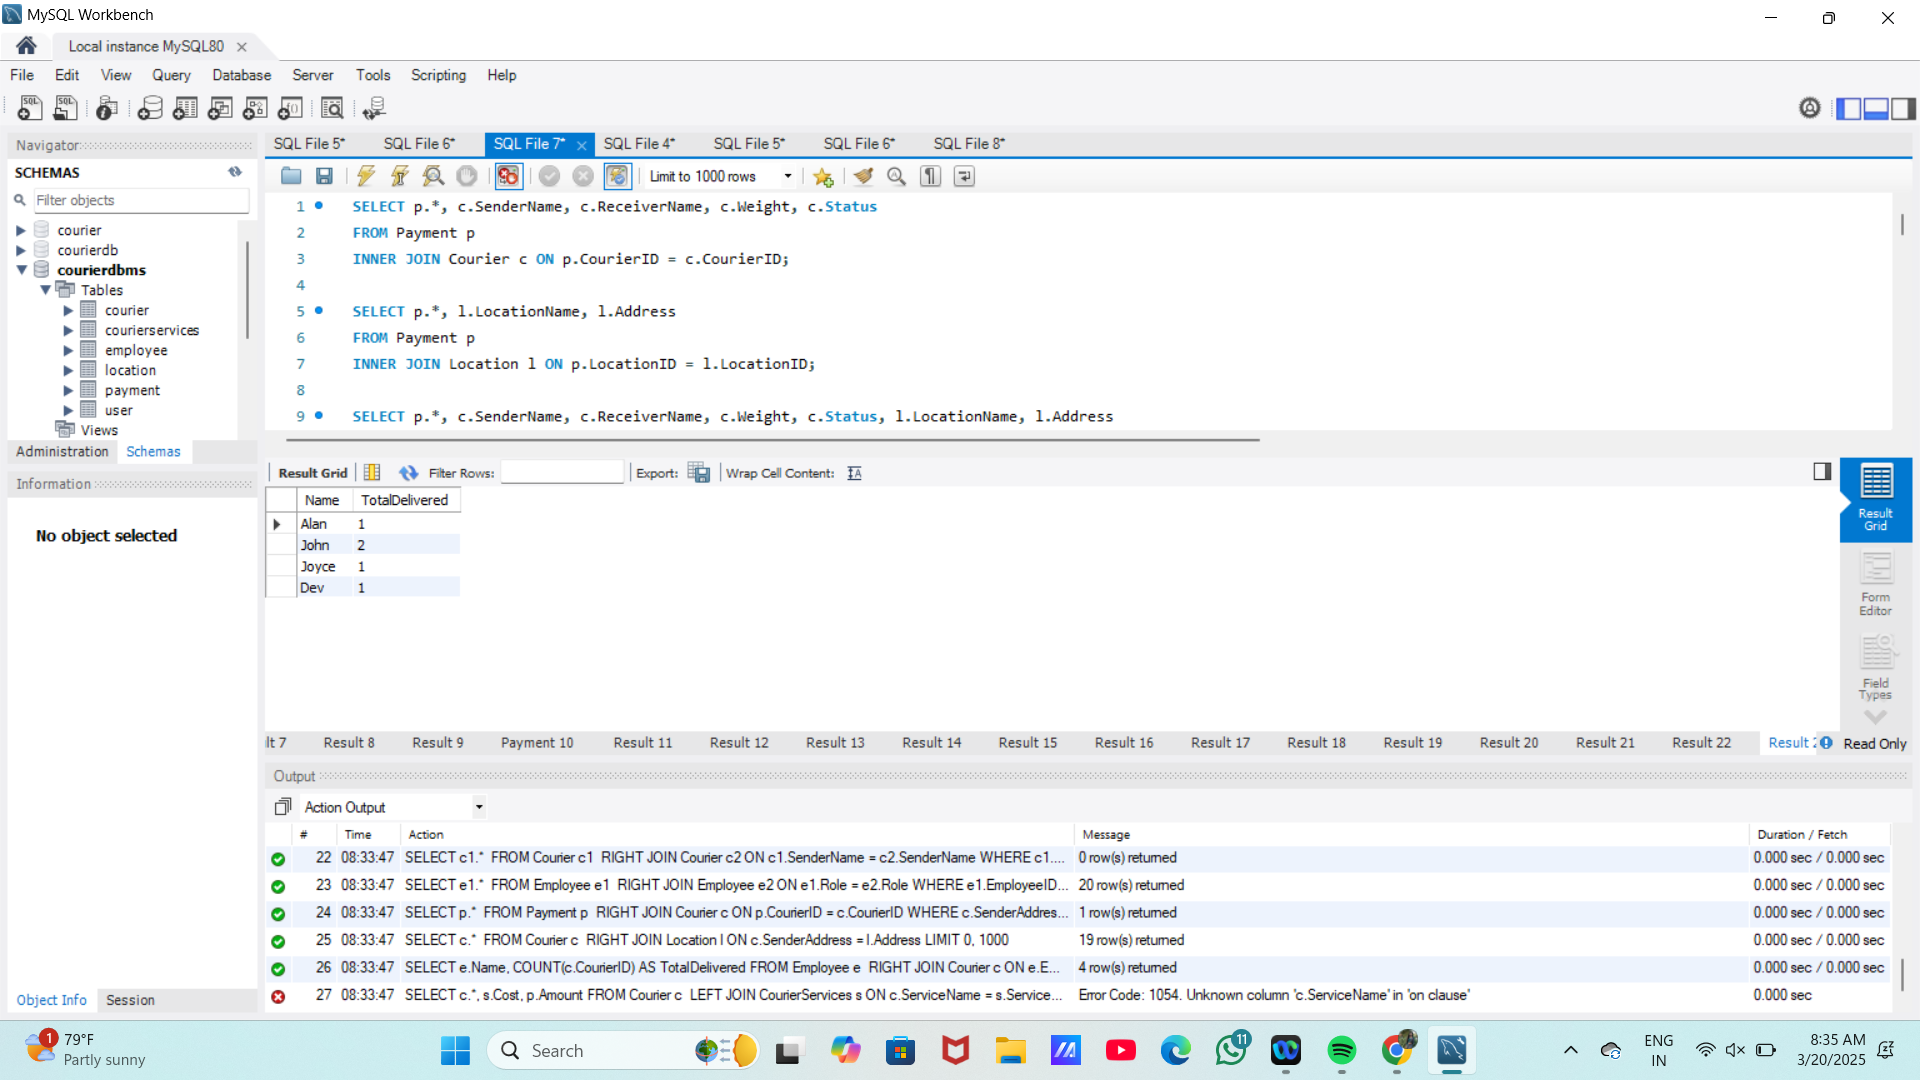 MySQL Workbench
Local instance MySQL80
File Edit View Query Database Server Tools Scripting Help
Navigator
SCHEMAS
Filter objects
courier
courierdb
courierdbms
Tables
courier
courierservices
employee
location
payment
user
Views
Administration Schemas
Information
No object selected
Object Info Session
SQL File 5* SQL File 6* SQL File 7* SQL File 4* SQL File 5* SQL File 6* SQL File 8*
Limit to 1000 rows
1 SELECT p.*, c.SenderName, c.ReceiverName, c.Weight, c.Status
2 FROM Payment p
3 INNER JOIN Courier c ON p.CourierID = c.CourierID;
4
5 SELECT p.*, l.LocationName, l.Address
6 FROM Payment p
7 INNER JOIN Location l ON p.LocationID = l.LocationID;
8
9 SELECT p.*, c.SenderName, c.ReceiverName, c.Weight, c.Status, l.LocationName, l.Address
Result Grid Filter Rows: Export: Wrap Cell Content:
Name TotalDelivered
Alan 1
John 2
Joyce 1
Dev 1
Result
Grid
Form
Editor
Field
Types
lt 7 Result 8 Result 9 Payment 10 Result 11 Result 12 Result 13 Result 14 Result 15 Result 16 Result 17 Result 18 Result 19 Result 20 Result 21 Result 22 Result 2 Read Only
Output
Action Output
# Time Action Message Duration / Fetch
22 08:33:47 SELECT c1.* FROM Courier c1 RIGHT JOIN Courier c2 ON c1.SenderName = c2.SenderName WHERE c1.... 0 row(s) returned 0.000 sec / 0.000 sec
23 08:33:47 SELECT e1.* FROM Employee e1 RIGHT JOIN Employee e2 ON e1.Role = e2.Role WHERE e1.EmployeeID... 20 row(s) returned 0.000 sec / 0.000 sec
24 08:33:47 SELECT p.* FROM Payment p RIGHT JOIN Courier c ON p.CourierID = c.CourierID WHERE c.SenderAddres... 1 row(s) returned 0.000 sec / 0.000 sec
25 08:33:47 SELECT c.* FROM Courier c RIGHT JOIN Location l ON c.SenderAddress = l.Address LIMIT 0, 1000 19 row(s) returned 0.000 sec / 0.000 sec
26 08:33:47 SELECT e.Name, COUNT(c.CourierID) AS TotalDelivered FROM Employee e RIGHT JOIN Courier c ON e.E... 4 row(s) returned 0.000 sec / 0.000 sec
27 08:33:47 SELECT c.*, s.Cost, p.Amount FROM Courier c LEFT JOIN CourierServices s ON c.ServiceName = s.Service... Error Code: 1054. Unknown column 'c.ServiceName' in 'on clause' 0.000 sec
1
79°F
Partly sunny
Search
11
ENG
IN
8:35 AM
3/20/2025